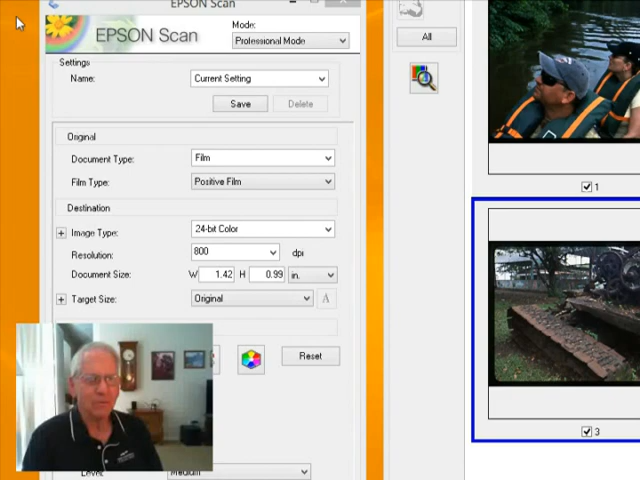 EPSON Scan
EPSON Scan
Mode:
Professional Mode
Settings
Name:
Current Setting
Save
Delete
Original
Document Type:
Film
Film Type:
Positive Film
Destination
Image Type:
24-bit Color
Resolution:
800
dpi
Document Size:
W
1.42
H
0.99
in.
Target Size:
Original
A
Reset
Level:
Medium
All
1
3